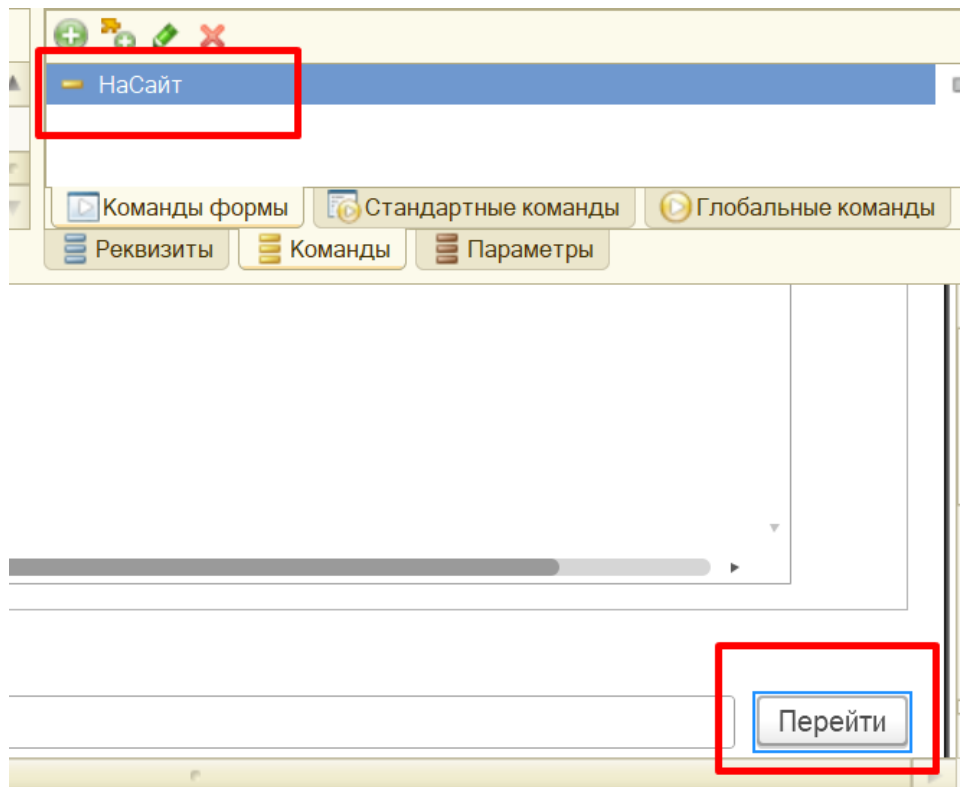 НаСайт
Команды формы Стандартные команды Глобальные команды
Реквизиты Команды Параметры
Перейти